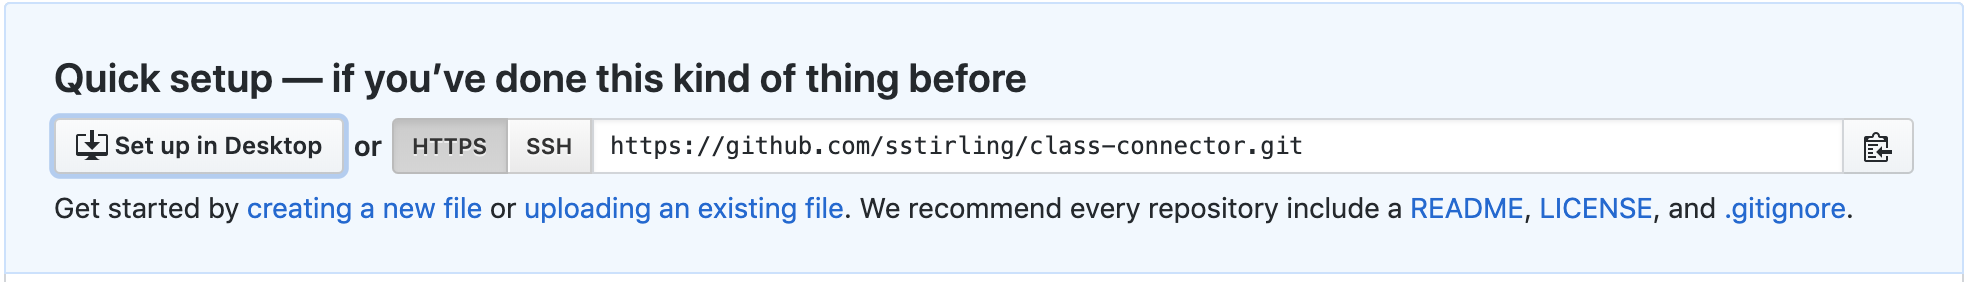 Quick setup — if you’ve done this kind of thing before
Set up in Desktop or HTTPS SSH https://github.com/sstirling/class-connector.git
Get started by creating a new file or uploading an existing file. We recommend every repository include a README, LICENSE, and .gitignore.